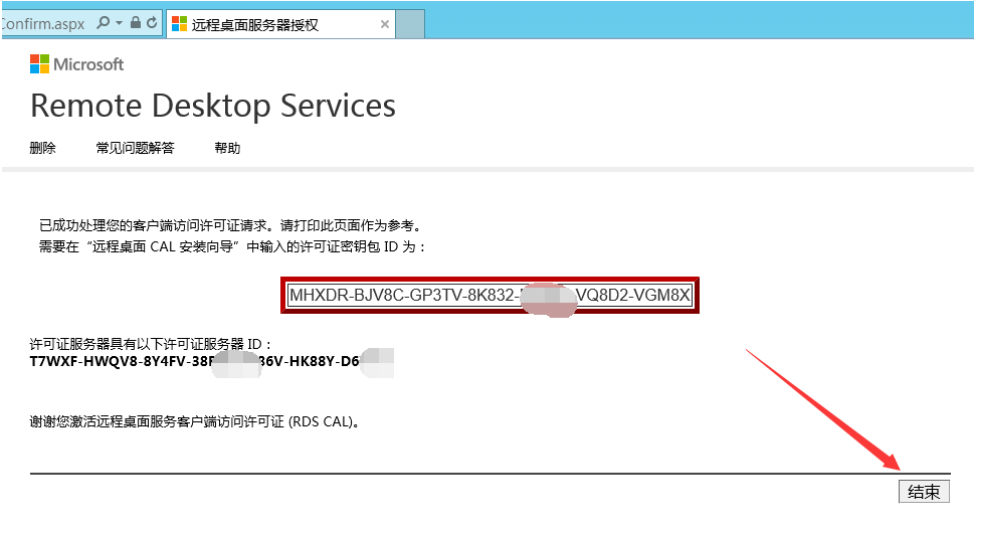 Confirm.aspx
远程桌面服务器授权
Microsoft
Remote Desktop Services
删除 常见问题解答 帮助
已成功处理您的客户端访问许可证请求。请打印此页面作为参考。
需要在“远程桌面 CAL 安装向导”中输入的许可证密钥包 ID 为：
MHXDR-BJV8C-GP3TV-8K832- VQ8D2-VGM8X
许可证服务器具有以下许可证服务器 ID：
T7WXF-HWQV8-8Y4FV-38 36V-HK88Y-D6
谢谢您激活远程桌面服务客户端访问许可证 (RDS CAL)。
结束